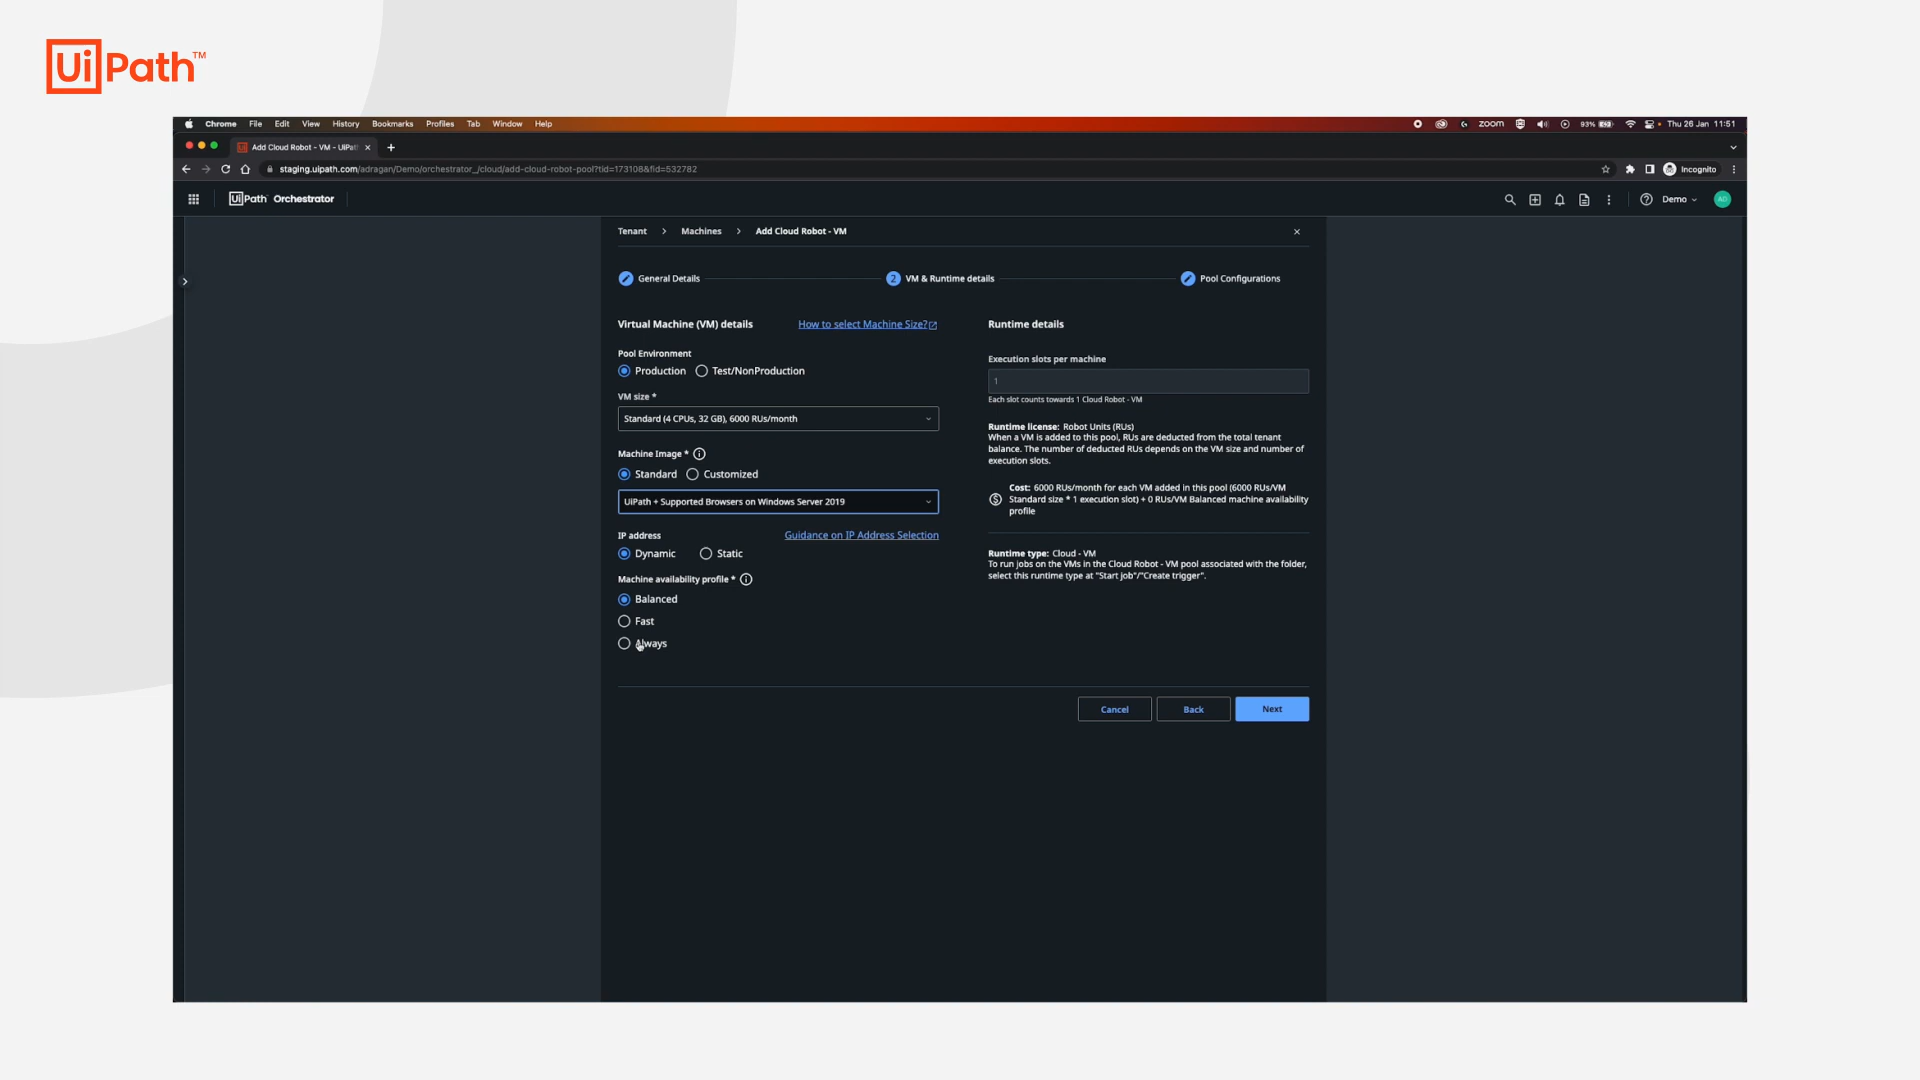 UiPath™
Chrome File Edit View History Bookmarks Profiles Tab Window Help
zoom 93% Thu 26 Jan 11:51
Add Cloud Robot - VM - UiPath
staging.uipath.com/adragan/Demo/orchestrator_/cloud/add-cloud-robot-pool?tid=173108&fid=532782
Incognito
UiPath Orchestrator
Demo
AD
Tenant > Machines > Add Cloud Robot - VM
General Details
2 VM & Runtime details
Pool Configurations
Virtual Machine (VM) details
How to select Machine Size?
Pool Environment
Production Test/NonProduction
VM size *
Standard (4 CPUs, 32 GB), 6000 RUs/month
Machine Image *
Standard Customized
UiPath + Supported Browsers on Windows Server 2019
IP address
Guidance on IP Address Selection
Dynamic Static
Machine availability profile *
Balanced
Fast
Always
Runtime details
Execution slots per machine
1
Each slot counts towards 1 Cloud Robot - VM
Runtime license: Robot Units (RUs)
When a VM is added to this pool, RUs are deducted from the total tenant
balance. The number of deducted RUs depends on the VM size and number of
execution slots.
Cost: 6000 RUs/month for each VM added in this pool (6000 RUs/VM
Standard size * 1 execution slot) + 0 RUs/VM Balanced machine availability
profile
Runtime type: Cloud - VM
To run jobs on the VMs in the Cloud Robot - VM pool associated with the folder,
select this runtime type at "Start job"/"Create trigger".
Cancel
Back
Next